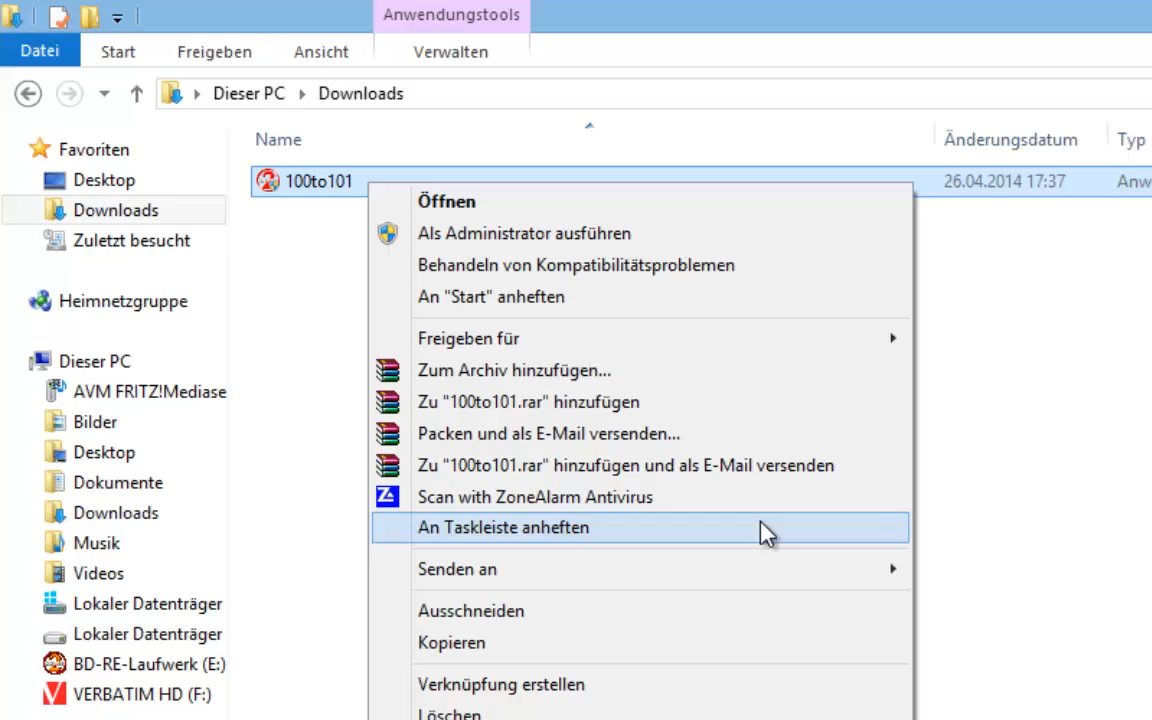 Anwendungstools
Datei
Start
Freigeben
Ansicht
Verwalten
Dieser PC
Downloads
Name
Änderungsdatum
Typ
Favoriten
Desktop
Downloads
Zuletzt besucht
Heimnetzgruppe
Dieser PC
AVM FRITZ!Mediase
Bilder
Desktop
Dokumente
Downloads
Musik
Videos
Lokaler Datenträger
Lokaler Datenträger
BD-RE-Laufwerk (E:)
VERBATIM HD (F:)
100to101
26.04.2014 17:37
Anw
Öffnen
Als Administrator ausführen
Behandeln von Kompatibilitätsproblemen
An "Start" anheften
Freigeben für
Zum Archiv hinzufügen...
Zu "100to101.rar" hinzufügen
Packen und als E-Mail versenden...
Zu "100to101.rar" hinzufügen und als E-Mail versenden
Scan with ZoneAlarm Antivirus
An Taskleiste anheften
Senden an
Ausschneiden
Kopieren
Verknüpfung erstellen
Löschen